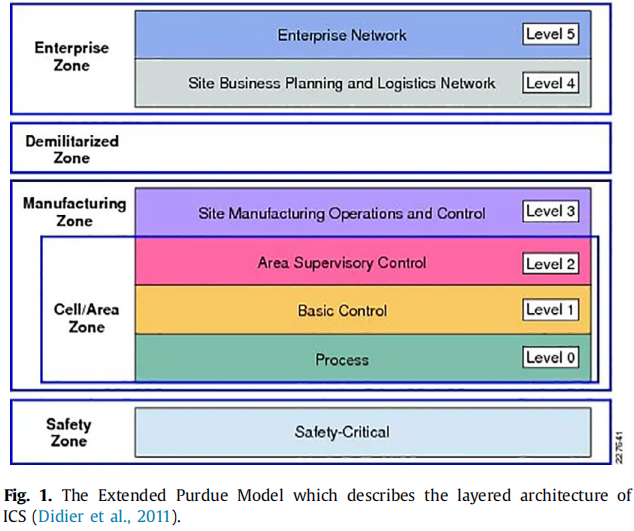 Enterprise
Zone
Enterprise Network
Level 5
Site Business Planning and Logistics Network
Level 4
Demilitarized
Zone
Manufacturing
Zone
Site Manufacturing Operations and Control
Level 3
Cell/Area
Zone
Area Supervisory Control
Level 2
Basic Control
Level 1
Process
Level 0
Safety
Zone
Safety-Critical
227641
Fig. 1. The Extended Purdue Model which describes the layered architecture of
ICS (Didier et al., 2011).